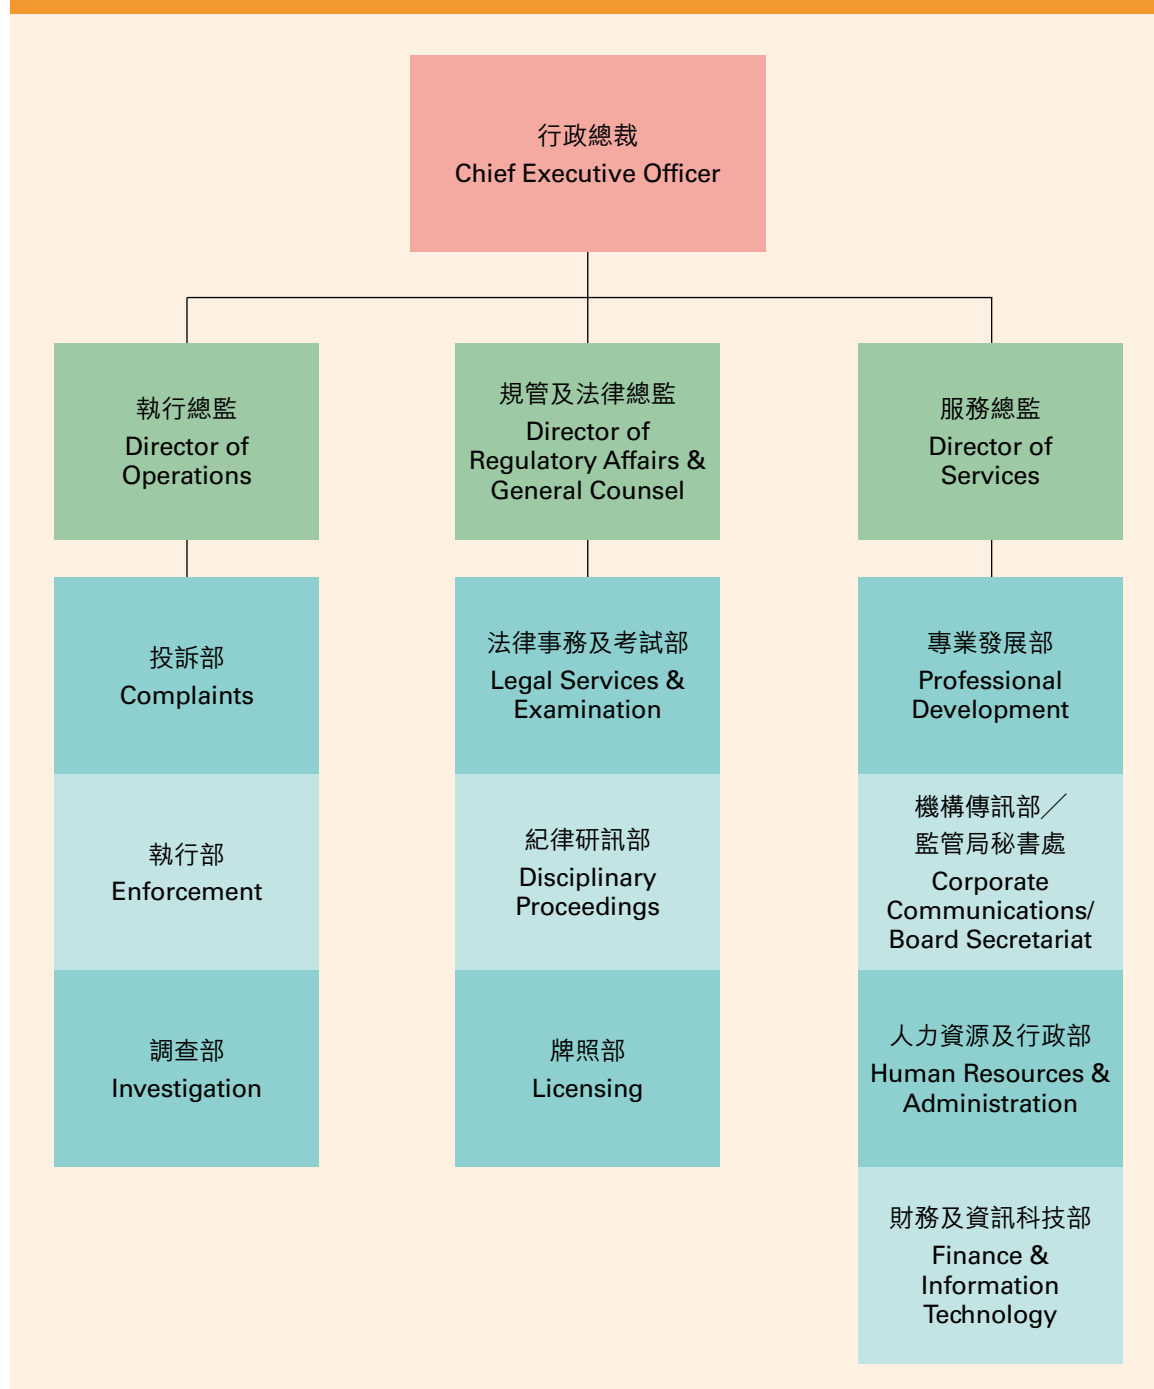 行政總裁
Chief Executive Officer
執行總監
Director of
Operations
規管及法律總監
Director of
Regulatory Affairs &
General Counsel
服務總監
Director of
Services
投訴部
Complaints
執行部
Enforcement
調查部
Investigation
法律事務及考試部
Legal Services &
Examination
紀律研訊部
Disciplinary
Proceedings
牌照部
Licensing
專業發展部
Professional
Development
機構傳訊部╱
監管局秘書處
Corporate
Communications/
Board Secretariat
人力資源及行政部
Human Resources &
Administration
財務及資訊科技部
Finance &
Information
Technology